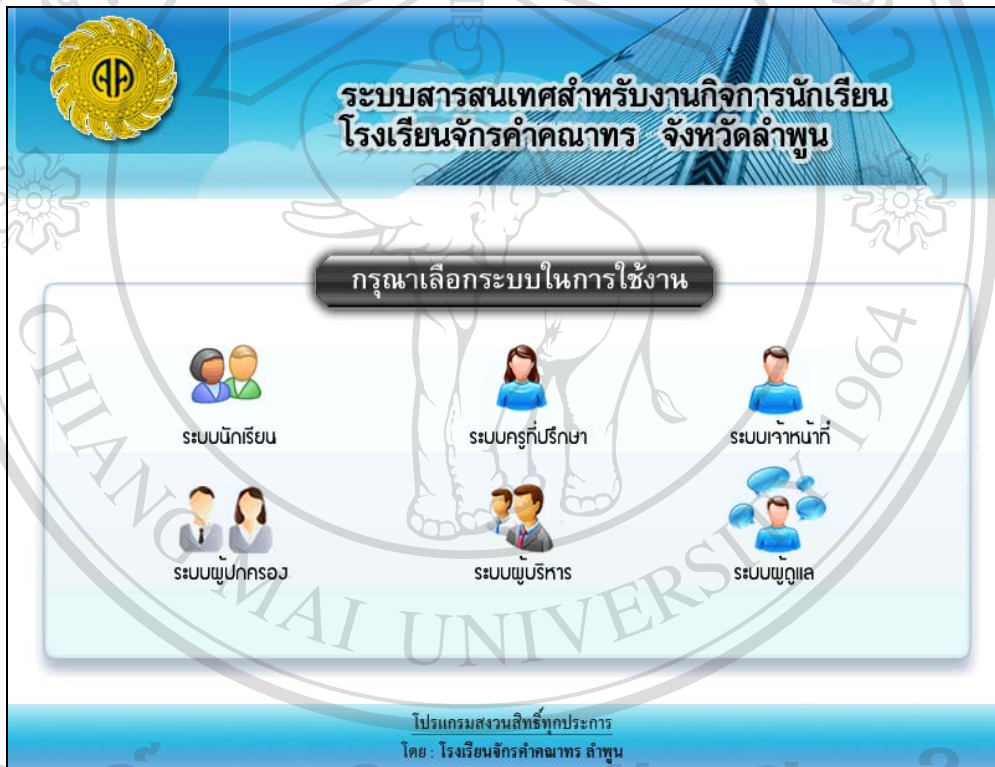 ระบบสารสนเทศสำหรับงานกิจการนักเรียน
โรงเรียนจักรคำคณาทร จังหวัดลำพูน
กรุณาเลือกระบบในการใช้งาน
ระบบนักเรียน
ระบบครูที่ปรึกษา
ระบบเจ้าหน้าที่
ระบบผู้ปกครอง
ระบบผู้บริหาร
ระบบผู้ดูแล
CHIANG MAI UNIVERSITY 1964
โปรแกรมสงวนสิทธิ์ทุกประการ
โดย : โรงเรียนจักรคำคณาทร ลำพูน